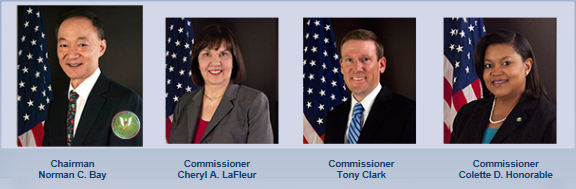 Chairman
Norman C. Bay
Commissioner
Cheryl A. LaFleur
Commissioner
Tony Clark
Commissioner
Colette D. Honorable